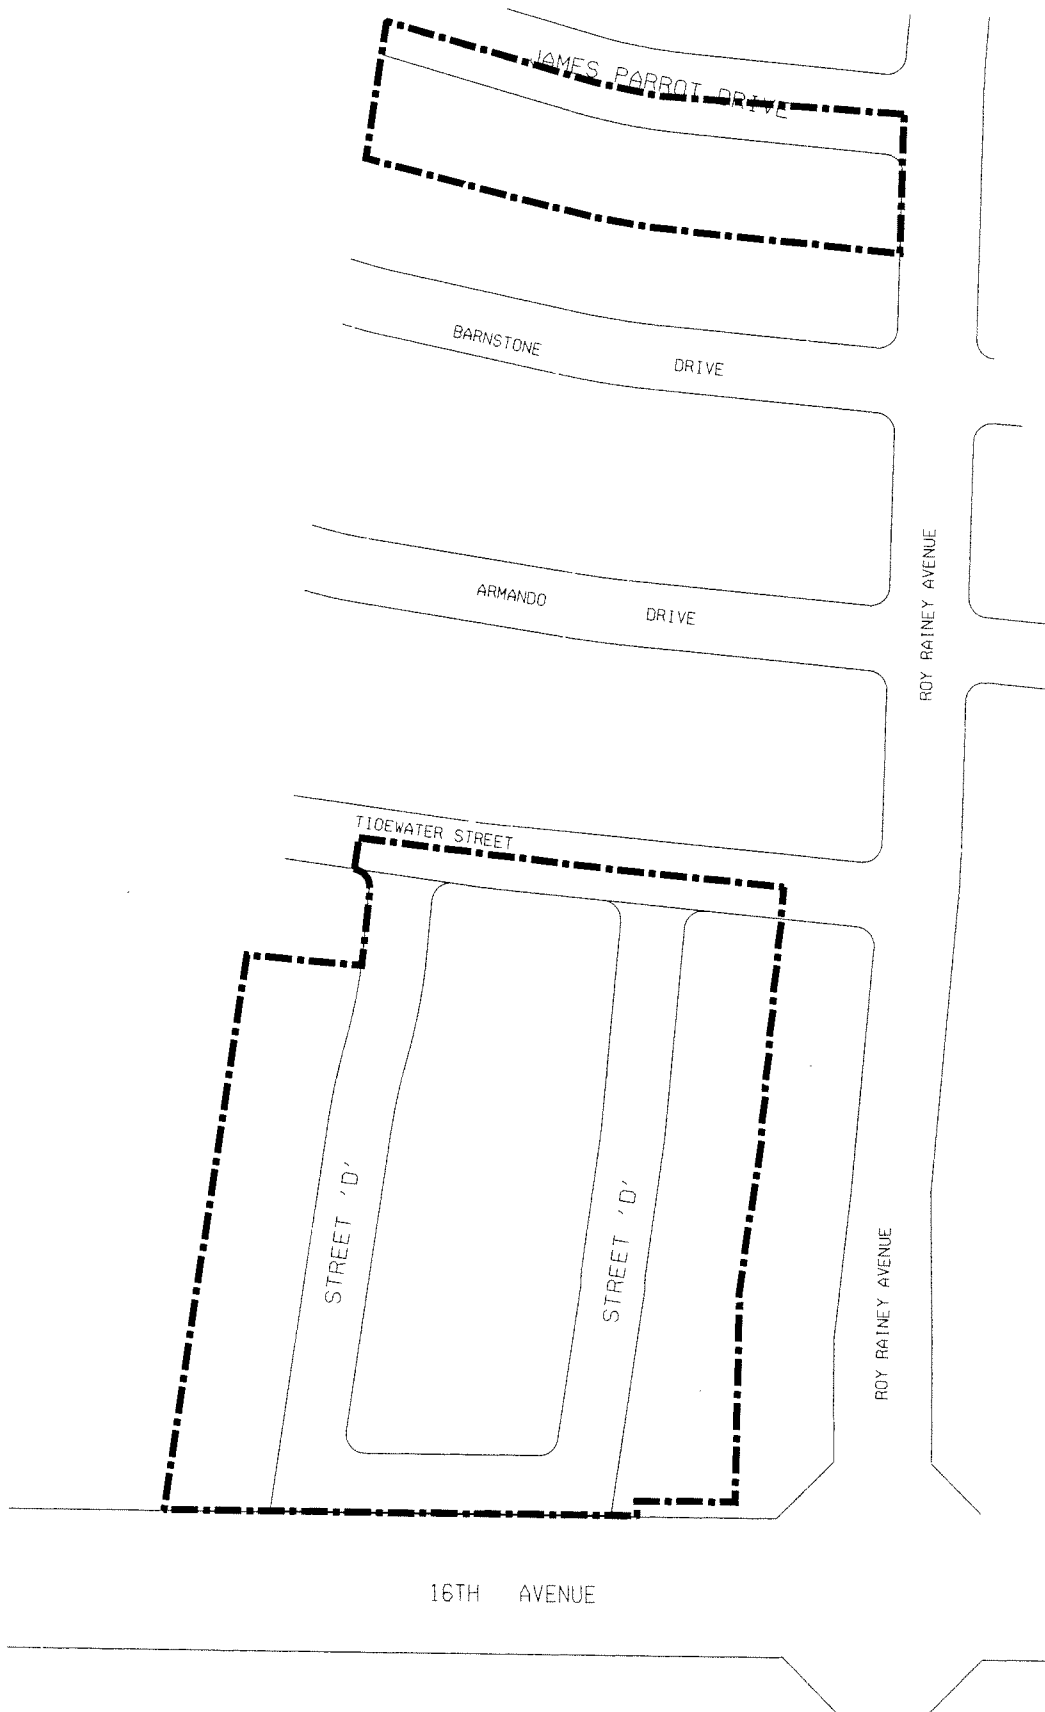 JAMES PARROT DRIVE
BARNSTONE DRIVE
ROY RAINEY AVENUE
ARMANDO DRIVE
TIDEWATER STREET
STREET 'D'
STREET 'D'
ROY RAINEY AVENUE
16TH AVENUE